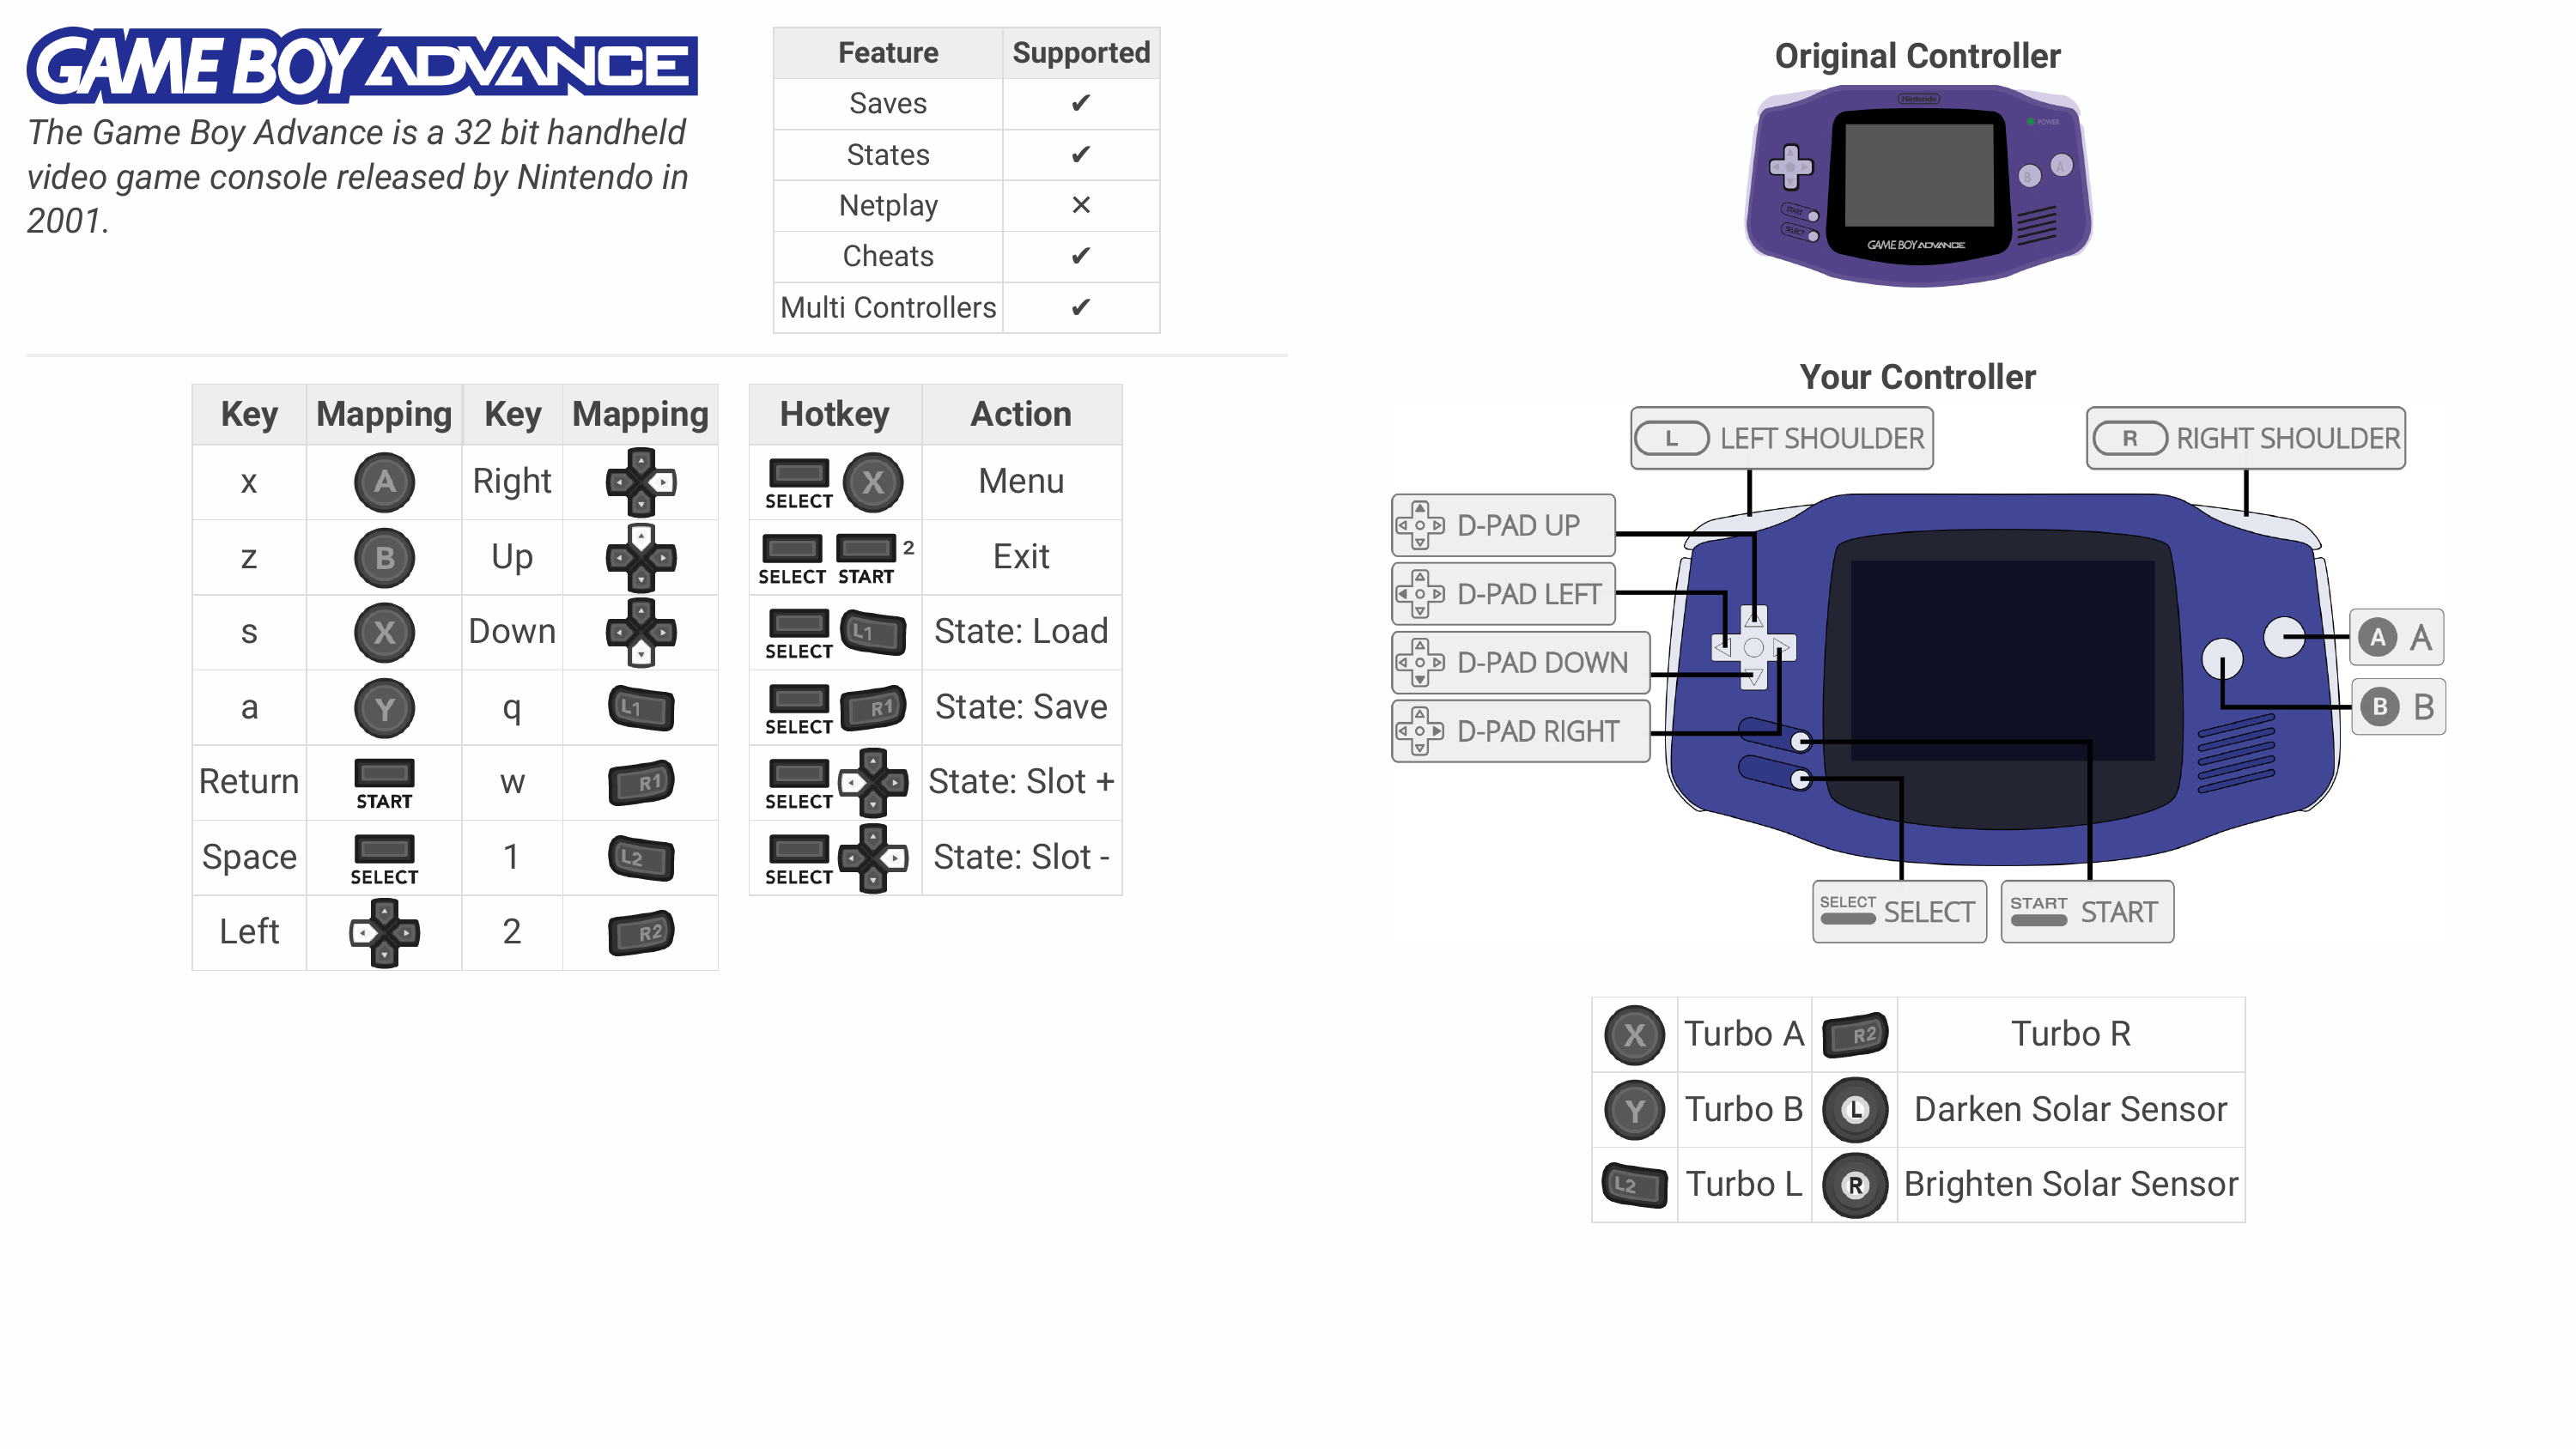 GAME BOY ADVANCE
The Game Boy Advance is a 32 bit handheld
video game console released by Nintendo in
2001.
Feature Supported
Saves ✔
States ✔
Netplay ✕
Cheats ✔
Multi Controllers ✔
Key Mapping Key Mapping
x A Right
z B Up
s X Down
a Y q L1
Return START w R1
Space SELECT 1 L2
Left 2 R2
Hotkey Action
SELECT X Menu
SELECT START 2 Exit
SELECT L1 State: Load
SELECT R1 State: Save
SELECT State: Slot +
SELECT State: Slot -
Original Controller
Nintendo
POWER
A
B
START
SELECT
GAME BOY ADVANCE
Your Controller
L LEFT SHOULDER
R RIGHT SHOULDER
D-PAD UP
D-PAD LEFT
D-PAD DOWN
D-PAD RIGHT
A A
B B
SELECT SELECT
START START
X Turbo A R2 Turbo R
Y Turbo B L Darken Solar Sensor
L2 Turbo L R Brighten Solar Sensor